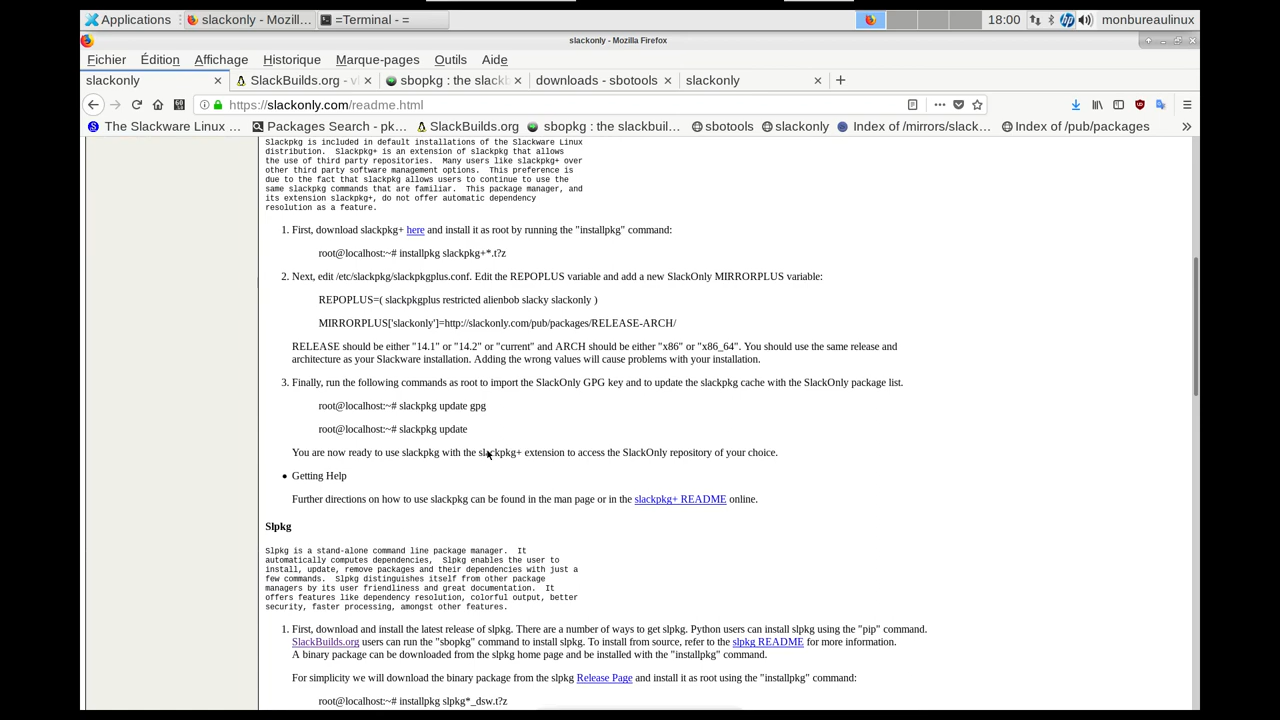 Applications
slackonly - Mozill...
=Terminal - =
18:00
monbureaulinux
slackonly - Mozilla Firefox
Fichier Édition Affichage Historique Marque-pages Outils Aide
slackonly
SlackBuilds.org - v
sbopkg : the slackb
downloads - sbotools
slackonly
https://slackonly.com/readme.html
The Slackware Linux ...
Packages Search - pk...
SlackBuilds.org
sbopkg : the slackbuil...
sbotools
slackonly
Index of /mirrors/slack...
Index of /pub/packages
Slackpkg is included in default installations of the Slackware Linux
distribution.  Slackpkg+ is an extension of slackpkg that allows
the use of third party repositories.  Many users like slackpkg+ over
other third party software management options.  This preference is
due to the fact that slackpkg allows users to continue to use the
same slackpkg commands that are familiar.  This package manager, and
its extension slackpkg+, do not offer automatic dependency
resolution as a feature.
1. First, download slackpkg+ here and install it as root by running the "installpkg" command:
root@localhost:~# installpkg slackpkg+*.t?z
2. Next, edit /etc/slackpkg/slackpkgplus.conf. Edit the REPOPLUS variable and add a new SlackOnly MIRRORPLUS variable:
REPOPLUS=( slackpkgplus restricted alienbob slacky slackonly )
MIRRORPLUS['slackonly']=http://slackonly.com/pub/packages/RELEASE-ARCH/
RELEASE should be either "14.1" or "14.2" or "current" and ARCH should be either "x86" or "x86_64". You should use the same release and
architecture as your Slackware installation. Adding the wrong values will cause problems with your installation.
3. Finally, run the following commands as root to import the SlackOnly GPG key and to update the slackpkg cache with the SlackOnly package list.
root@localhost:~# slackpkg update gpg
root@localhost:~# slackpkg update
You are now ready to use slackpkg with the slackpkg+ extension to access the SlackOnly repository of your choice.
• Getting Help
Further directions on how to use slackpkg can be found in the man page or in the slackpkg+ README online.
Slpkg
Slpkg is a stand-alone command line package manager.  It
automatically computes dependencies,  Slpkg enables the user to
install, update, remove packages and their dependencies with just a
few commands.  Slpkg distinguishes itself from other package
managers by its user friendliness and great documentation.  It
offers features like dependency resolution, colorful output, better
security, faster processing, amongst other features.
1. First, download and install the latest release of slpkg. There are a number of ways to get slpkg. Python users can install slpkg using the "pip" command.
SlackBuilds.org users can run the "sbopkg" command to install slpkg. To install from source, refer to the slpkg README for more information.
A binary package can be downloaded from the slpkg home page and be installed with the "installpkg" command.
For simplicity we will download the binary package from the slpkg Release Page and install it as root using the "installpkg" command:
root@localhost:~# installpkg slpkg*_dsw.t?z